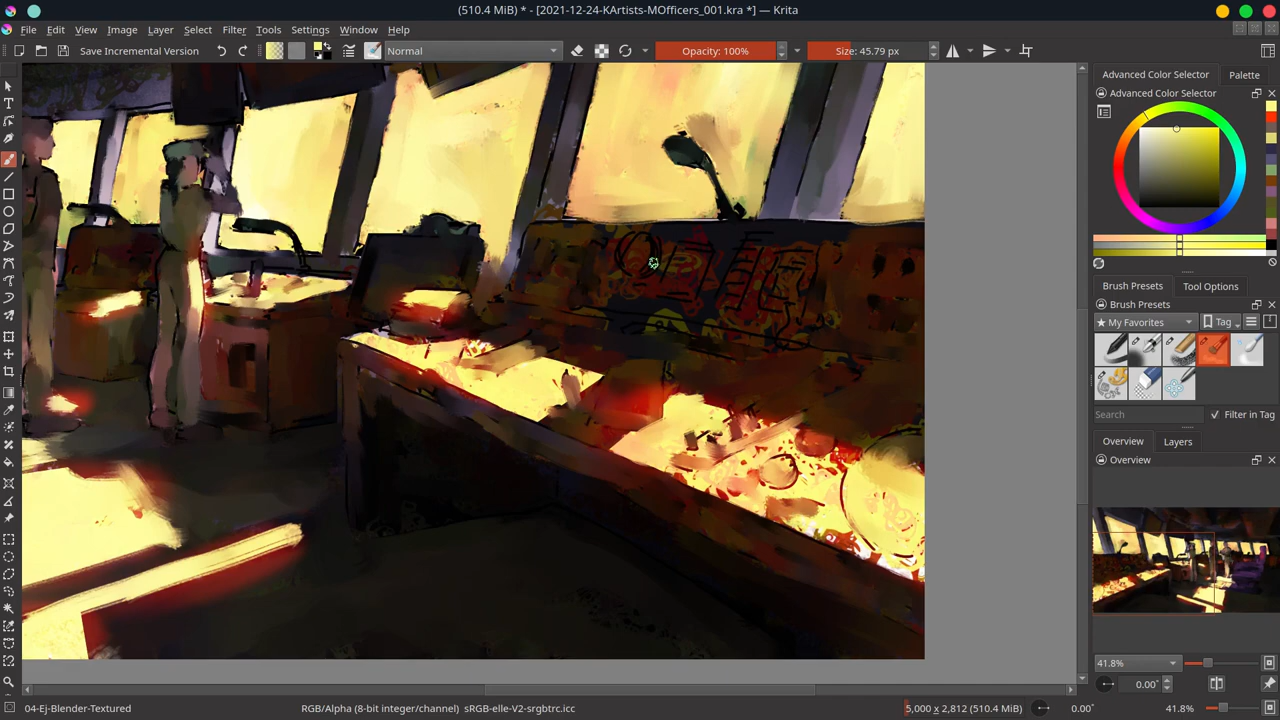 (510.4 MiB) * - [2021-12-24-KArtists-MOfficers_001.kra *] — Krita
File Edit View Image Layer Select Filter Tools Settings Window Help
Save Incremental Version Normal Opacity: 100% Size: 45.79 px
Advanced Color Selector Palette
Advanced Color Selector
Brush Presets Tool Options
Brush Presets
★ My Favorites Tag
Search Filter in Tag
Overview Layers
Overview
41.8%
0.00°
04-Ej-Blender-Textured RGB/Alpha (8-bit integer/channel) sRGB-elle-V2-srgbtrc.icc 5,000 x 2,812 (510.4 MiB) 0.00° 41.8%